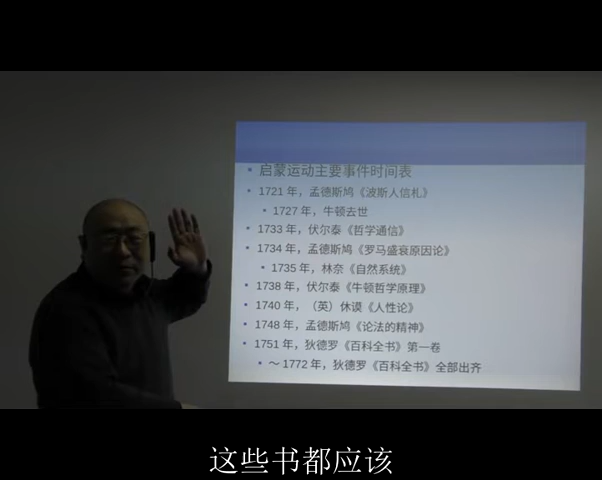 • 启蒙运动主要事件时间表
• 1721 年，孟德斯鸠《波斯人信札》
• 1727 年，牛顿去世
• 1733 年，伏尔泰《哲学通信》
• 1734 年，孟德斯鸠《罗马盛衰原因论》
• 1735 年，林奈《自然系统》
• 1738 年，伏尔泰《牛顿哲学原理》
• 1740 年，（英）休谟《人性论》
• 1748 年，孟德斯鸠《论法的精神》
• 1751 年，狄德罗《百科全书》第一卷
• ～1772 年，狄德罗《百科全书》全部出齐
这些书都应该